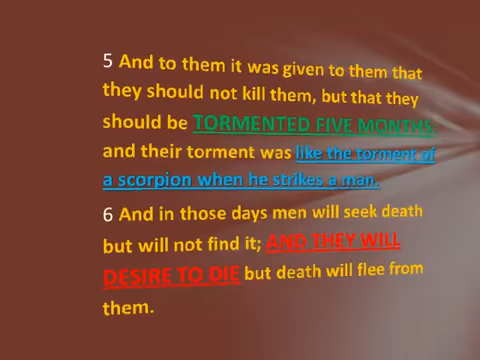 5 And to them it was given to them that
they should not kill them, but that they
should be TORMENTED FIVE MONTHS
and their torment was like the torment of
a scorpion when he strikes a man.
6 And in those days men will seek death
but will not find it; AND THEY WILL
DESIRE TO DIE but death will flee from
them.